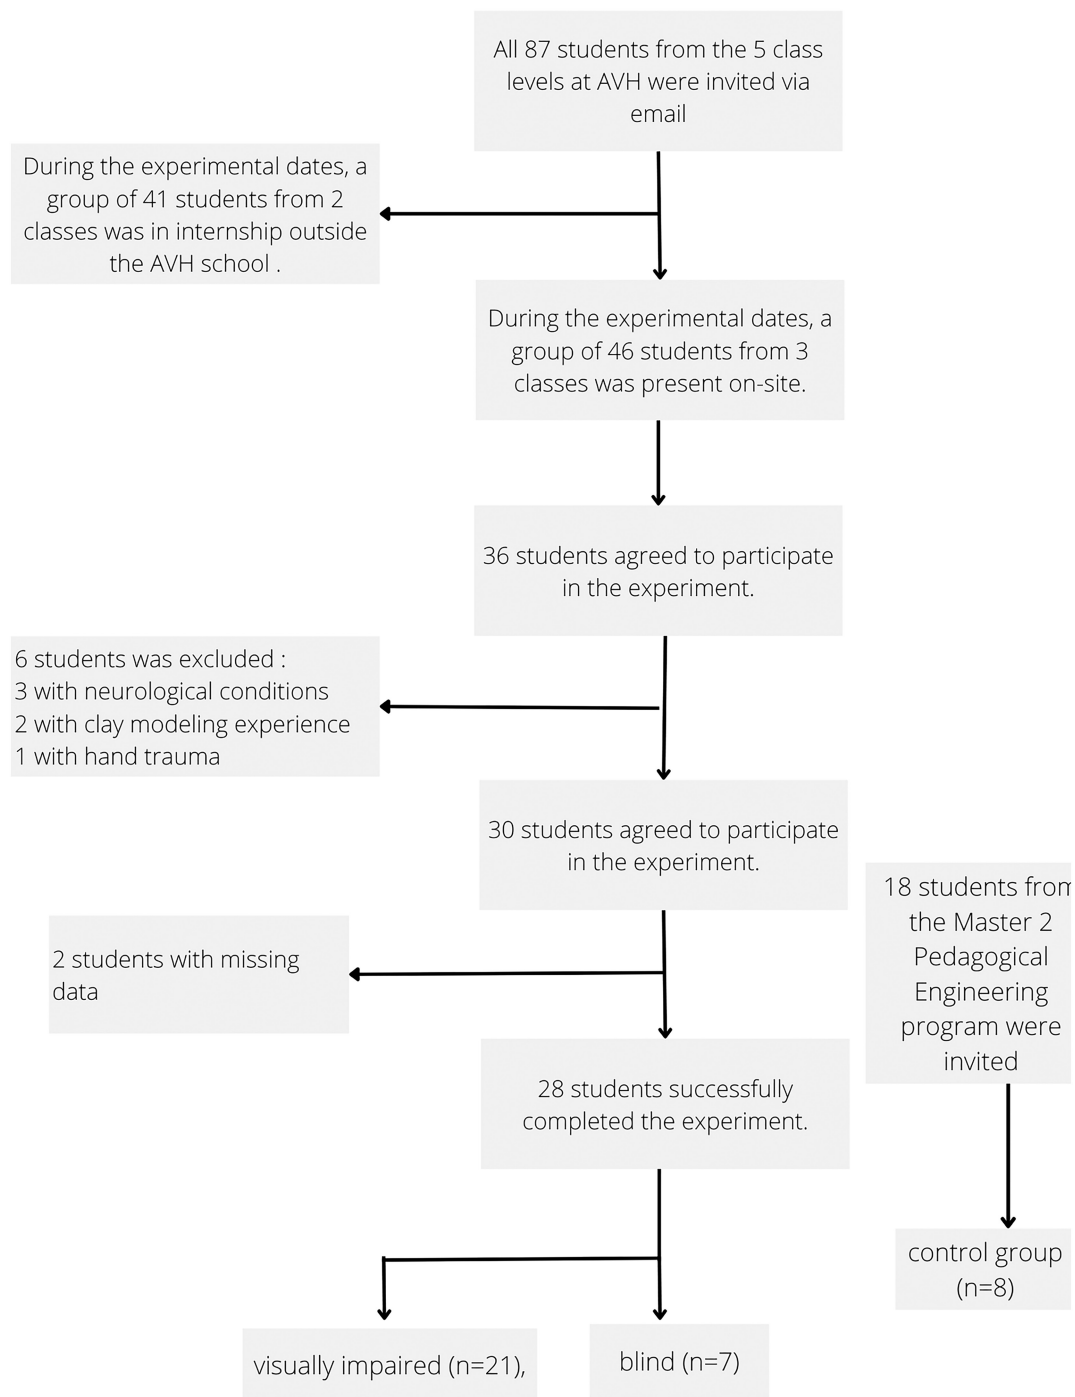 All 87 students from the 5 class
levels at AVH were invited via
email
During the experimental dates, a
group of 41 students from 2
classes was in internship outside
the AVH school .
During the experimental dates, a
group of 46 students from 3
classes was present on-site.
36 students agreed to participate
in the experiment.
6 students was excluded :
3 with neurological conditions
2 with clay modeling experience
1 with hand trauma
30 students agreed to participate
in the experiment.
18 students from
the Master 2
Pedagogical
Engineering
program were
invited
2 students with missing
data
28 students successfully
completed the experiment.
control group
(n=8)
visually impaired (n=21),
blind (n=7)